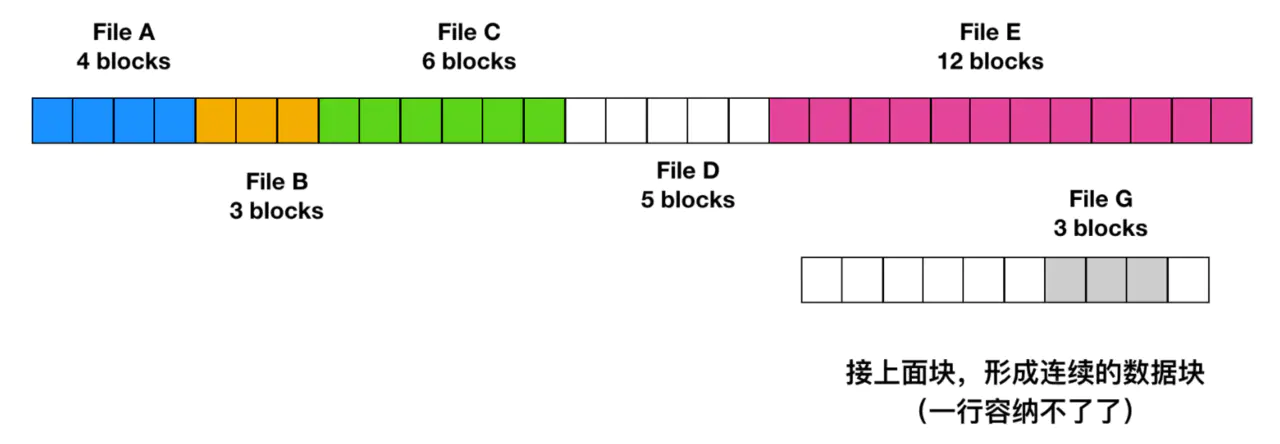 File A
4 blocks
File C
6 blocks
File E
12 blocks
File B
3 blocks
File D
5 blocks
File G
3 blocks
接上面块，形成连续的数据块
（一行容纳不了了）